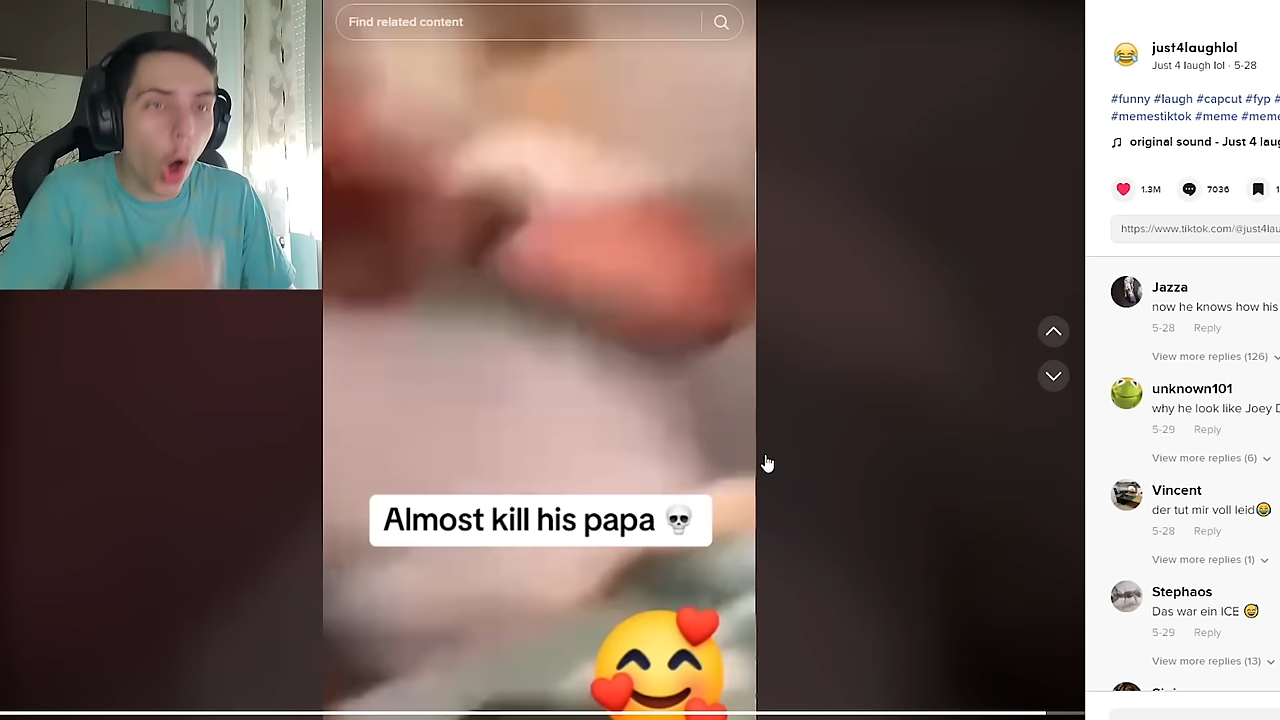 Find related content
Almost kill his papa 💀
just4laughlol
Just 4 laugh lol · 5-28
#funny #laugh #capcut #fyp #
#memestiktok #meme #meme
original sound - Just 4 lau
1.3M
7036
1
https://www.tiktok.com/@just4lau
Jazza
now he knows how his
5-28 Reply
View more replies (126)
unknown101
why he look like Joey D
5-29 Reply
View more replies (6)
Vincent
der tut mir voll leid😂
5-28 Reply
View more replies (1)
Stephaos
Das war ein ICE 😅
5-29 Reply
View more replies (13)